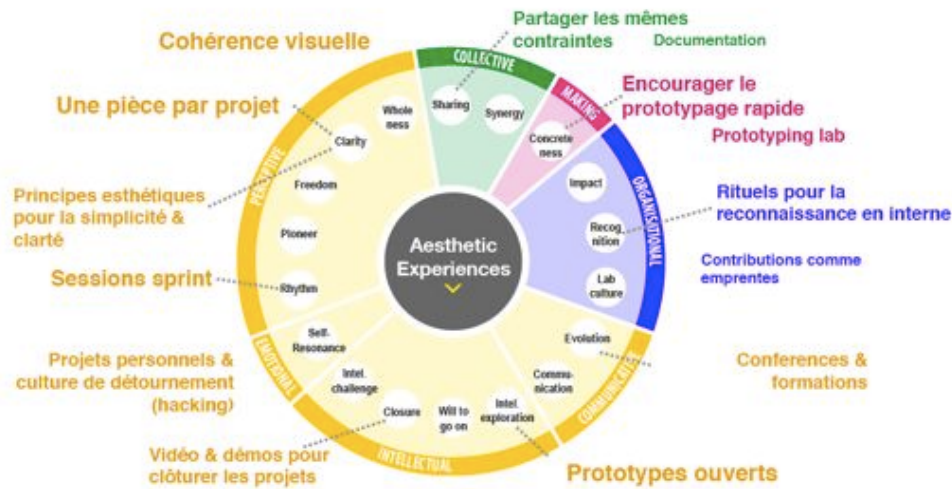 Cohérence visuelle
Partager les mêmes
contraintes
Documentation
COLLECTIVE
MAKING
Encourager le
prototypage rapide
Prototyping lab
Une pièce par projet
Whole
ness
Sharing
Synergy
Concrete
ness
Clarity
Impact
ORGANISATIONAL
Principes esthétiques
pour la simplicité &
clarté
Freedom
Rituels pour la
reconnaissance en interne
Recog
nition
Pioneer
Aesthetic
Experiences
Contributions comme
emprentes
Lab
culture
Sessions sprint
Rhythm
Self-
Resonance
Evolution
EMOTIONAL
Projets personnels &
culture de détournement
(hacking)
Intel.
challenge
Commu-
nication
Conferences &
formations
Closure
Will to
go on
Intel.
exploration
INTELLECTUAL
Vidéo & démos pour
clôturer les projets
Prototypes ouverts